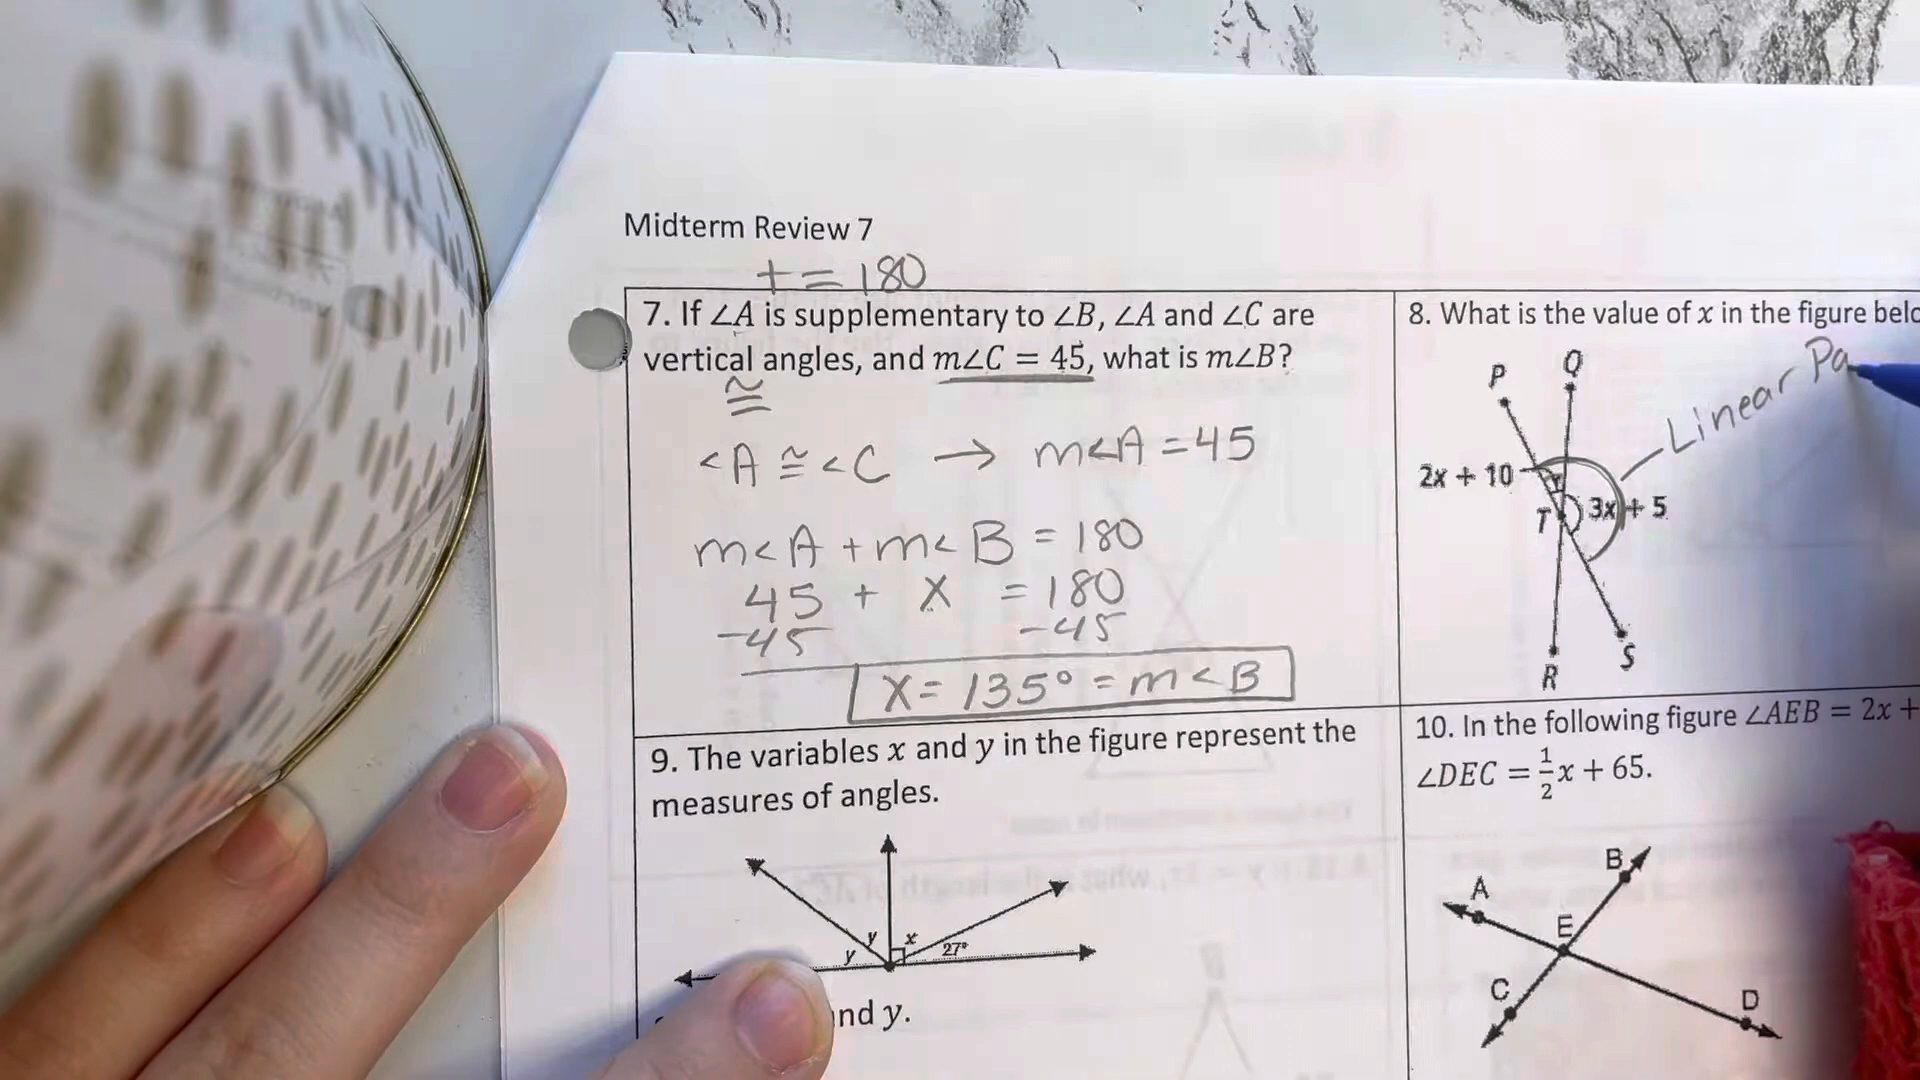 Midterm Review 7
+ = 180
7. If ∠A is supplementary to ∠B, ∠A and ∠C are
vertical angles, and m∠C = 45, what is m∠B?
≅
<A ≅ <C → m<A = 45
m<A + m<B = 180
45 + X = 180
-45 -45
X = 135° = m<B
8. What is the value of x in the figure belo
Linear Pa
P
Q
2x + 10
T
3x + 5
R
S
9. The variables x and y in the figure represent the
measures of angles.
y
y
x
27°
nd y.
10. In the following figure ∠AEB = 2x +
∠DEC = 1/2x + 65.
A
B
E
C
D